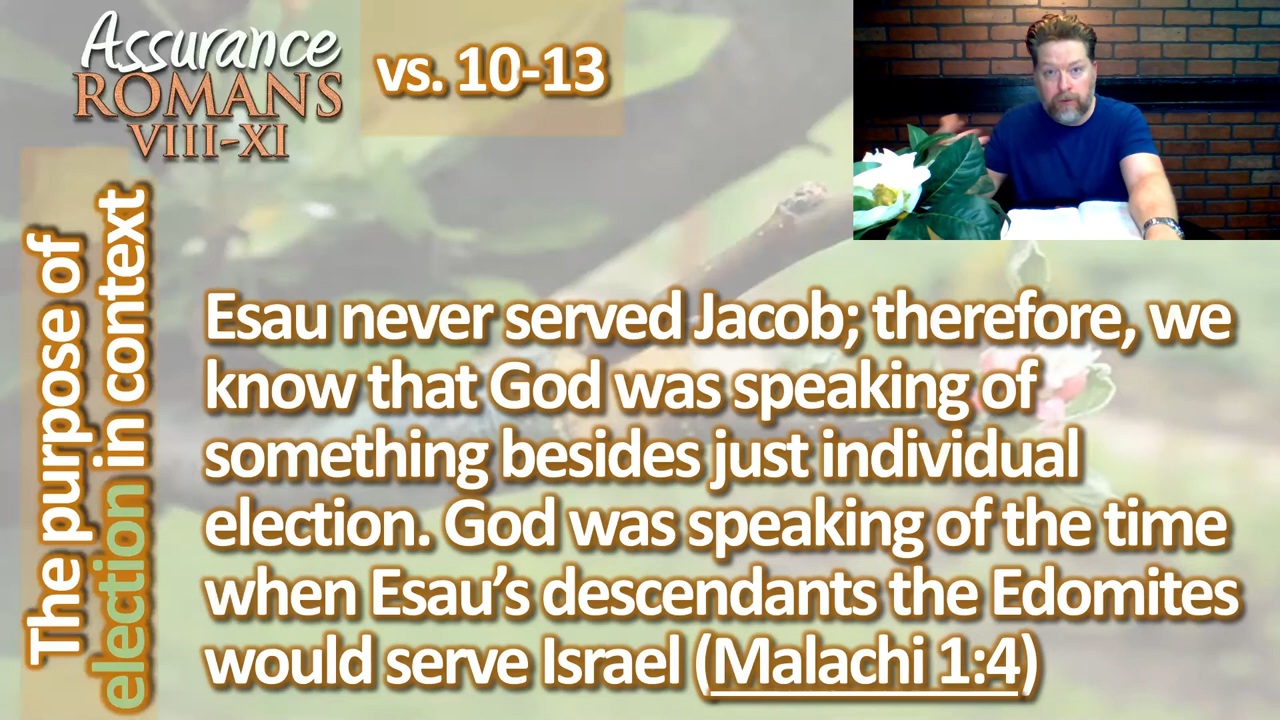 Assurance
ROMANS
VIII-XI
vs. 10-13
The purpose of
election in context
Esau never served Jacob; therefore, we
know that God was speaking of
something besides just individual
election. God was speaking of the time
when Esau’s descendants the Edomites
would serve Israel (Malachi 1:4)